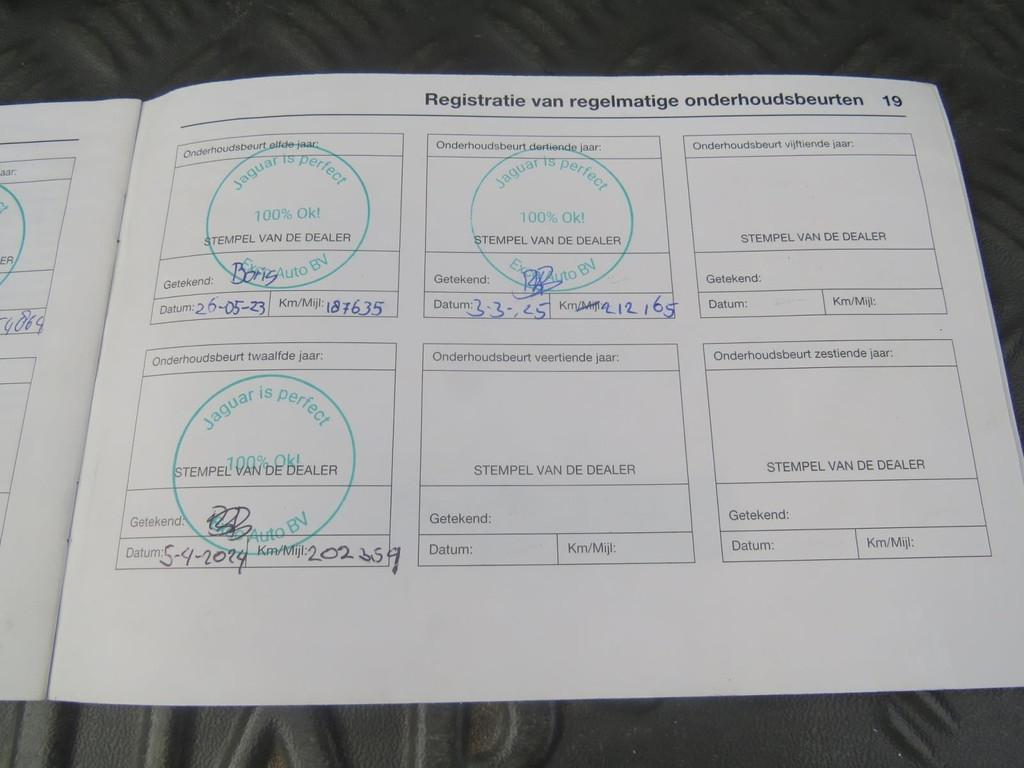 Registratie van regelmatige onderhoudsbeurten 19
aar:
ER
Onderhoudsbeurt elfde jaar:
Jaguar is perfect
100% Ok!
STEMPEL VAN DE DEALER
Auto BV
Getekend: Boris
Datum: 26-05-23 Km/Mijl: 187635
Onderhoudsbeurt twaalfde jaar:
Jaguar is perfect
100% Ok!
STEMPEL VAN DE DEALER
Getekend:
Auto BV
Datum: 5-4-2024 Km/Mijl: 202359
Onderhoudsbeurt dertiende jaar:
Jaguar is perfect
100% Ok!
STEMPEL VAN DE DEALER
Auto BV
Getekend:
Datum: 3-3-.25 Km/Mijl: 212165
Onderhoudsbeurt veertiende jaar:
STEMPEL VAN DE DEALER
Getekend:
Datum: Km/Mijl:
Onderhoudsbeurt vijftiende jaar:
STEMPEL VAN DE DEALER
Getekend:
Datum: Km/Mijl:
Onderhoudsbeurt zestiende jaar:
STEMPEL VAN DE DEALER
Getekend:
Datum: Km/Mijl: